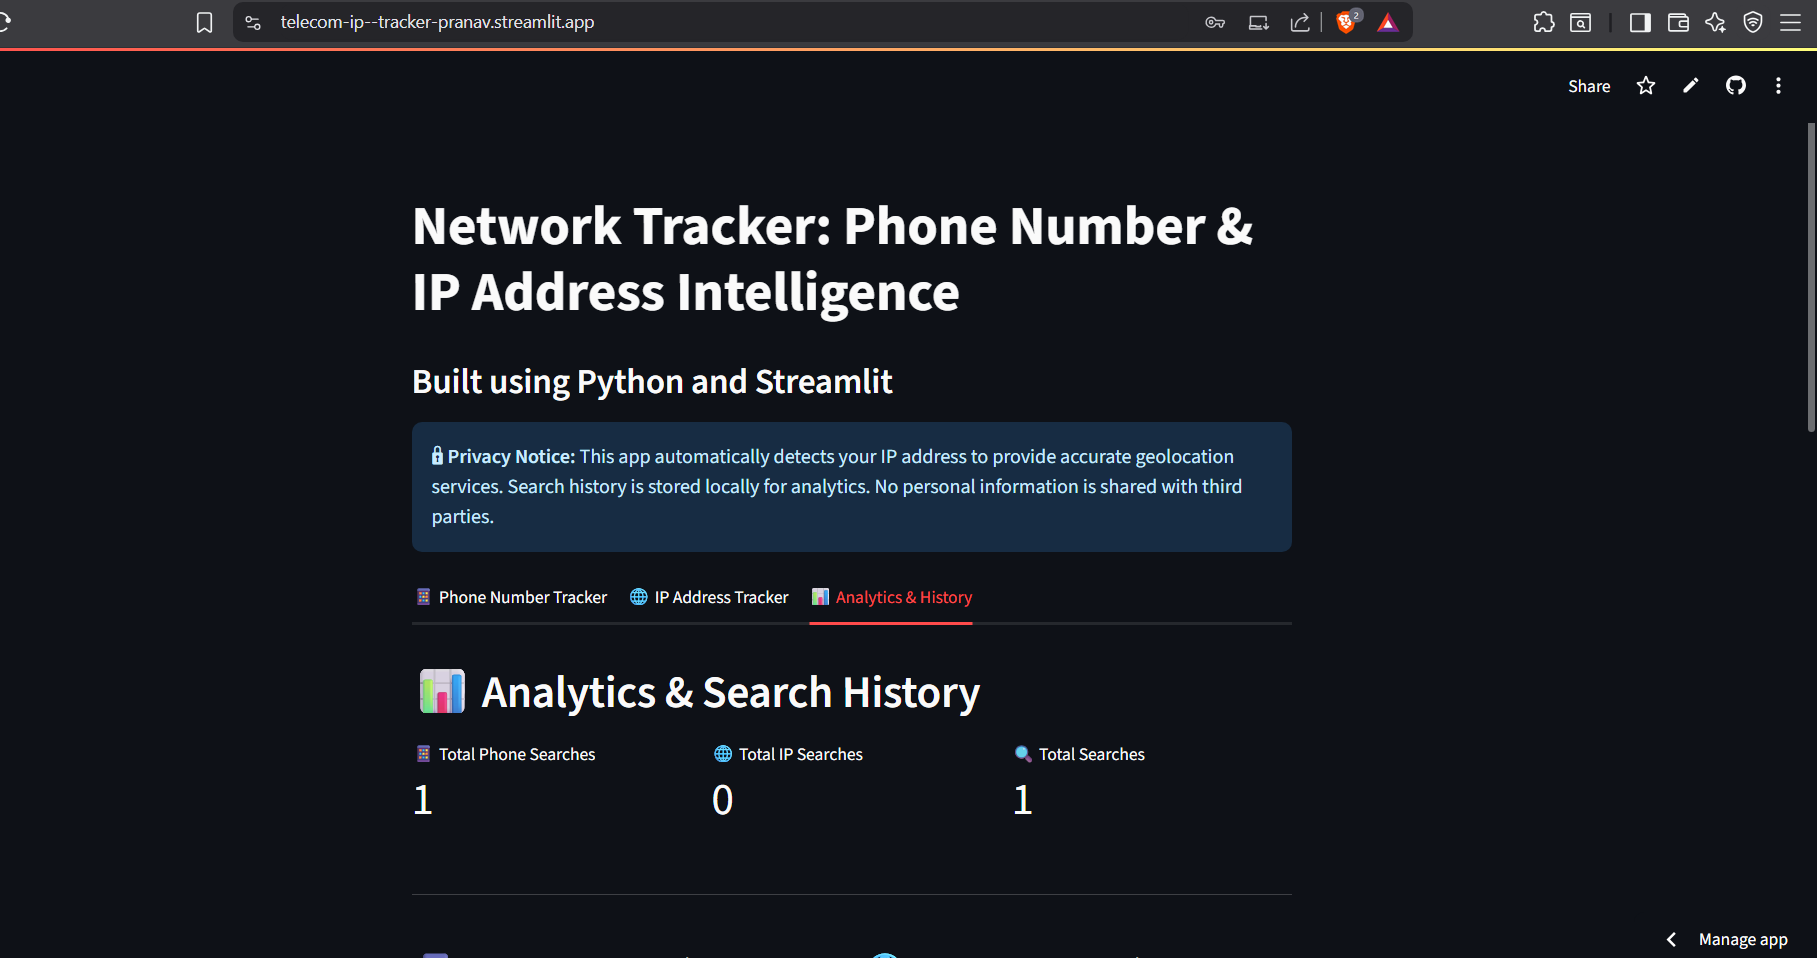 telecom-ip--tracker-pranav.streamlit.app
2
Share
Network Tracker: Phone Number &
IP Address Intelligence
Built using Python and Streamlit
Privacy Notice: This app automatically detects your IP address to provide accurate geolocation
services. Search history is stored locally for analytics. No personal information is shared with third
parties.
Phone Number Tracker
IP Address Tracker
Analytics & History
Analytics & Search History
Total Phone Searches
1
Total IP Searches
0
Total Searches
1
Manage app